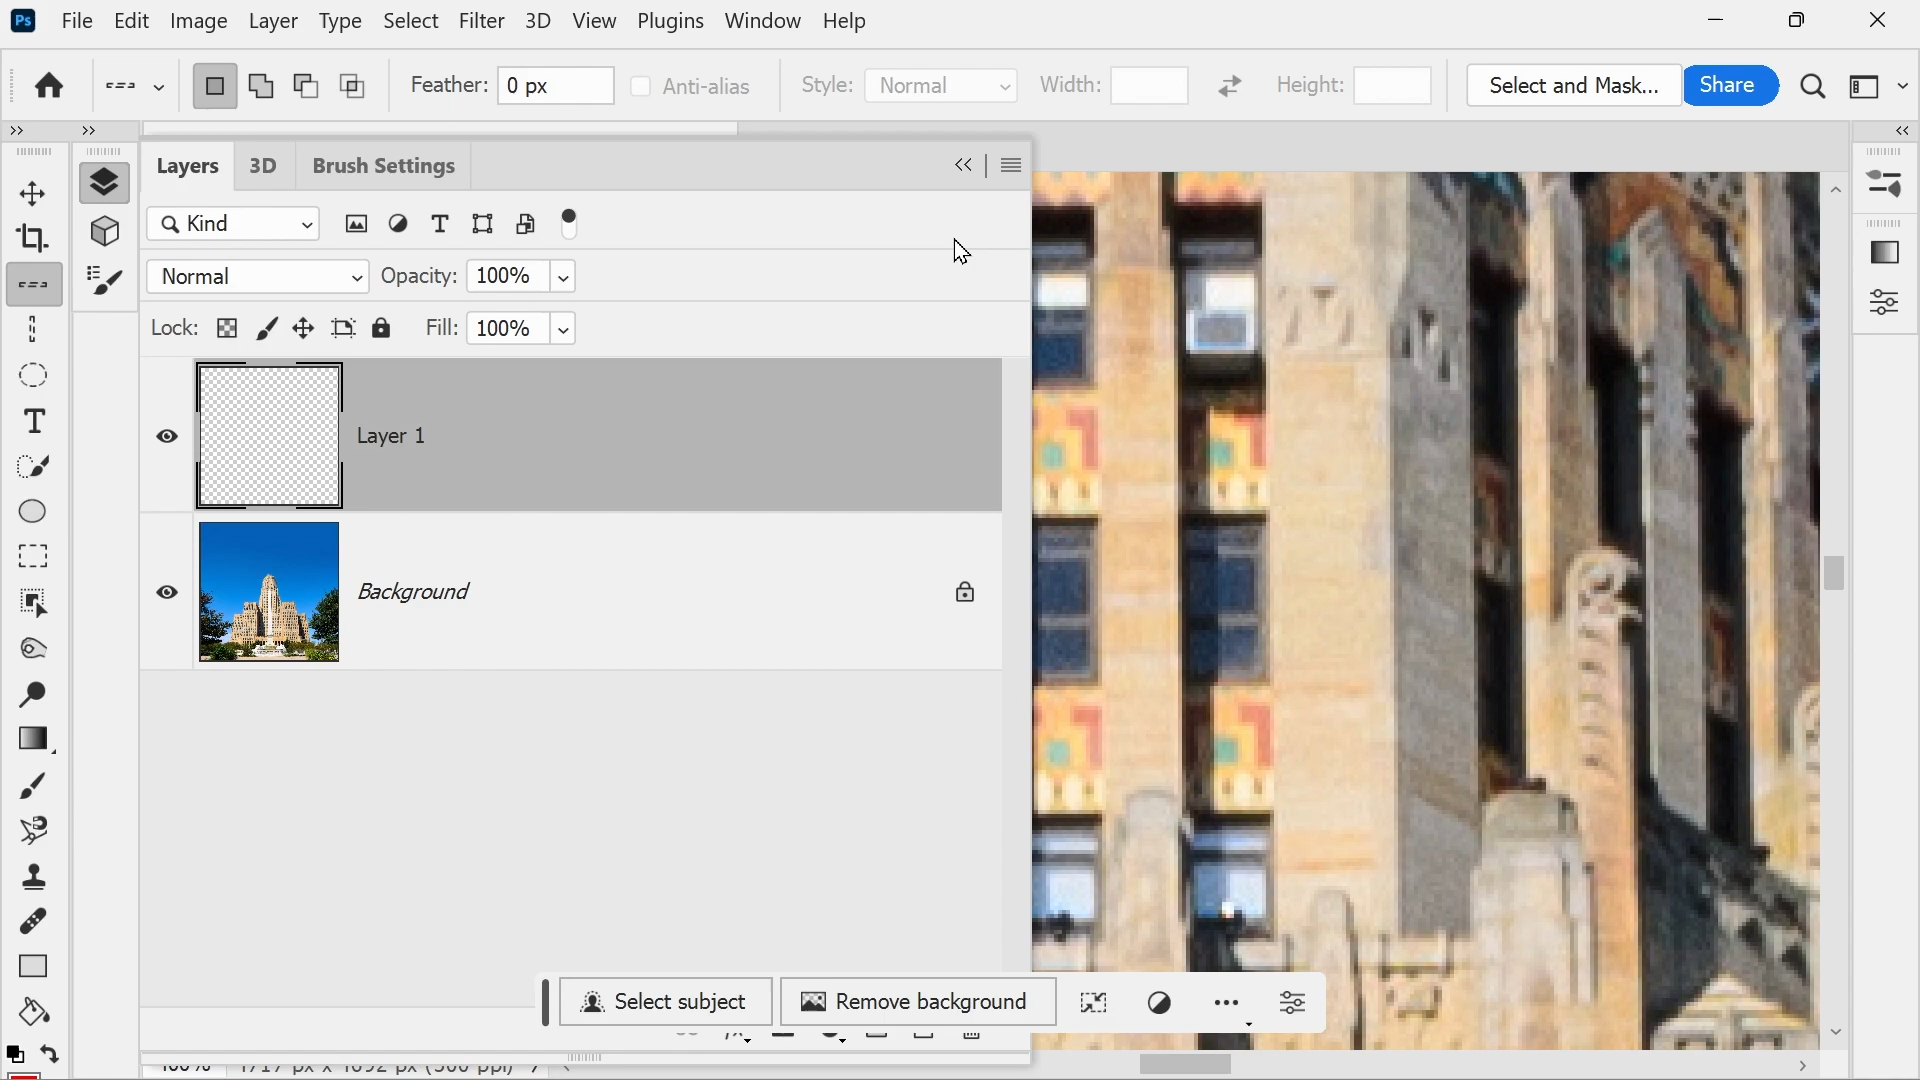 Ps File Edit Image Layer Type Select Filter 3D View Plugins Window Help
Feather: 0 px Anti-alias Style: Normal Width: Height: Select and Mask... Share
Layers 3D Brush Settings
Kind
Normal Opacity: 100%
Lock: Fill: 100%
Layer 1
Background
Select subject Remove background